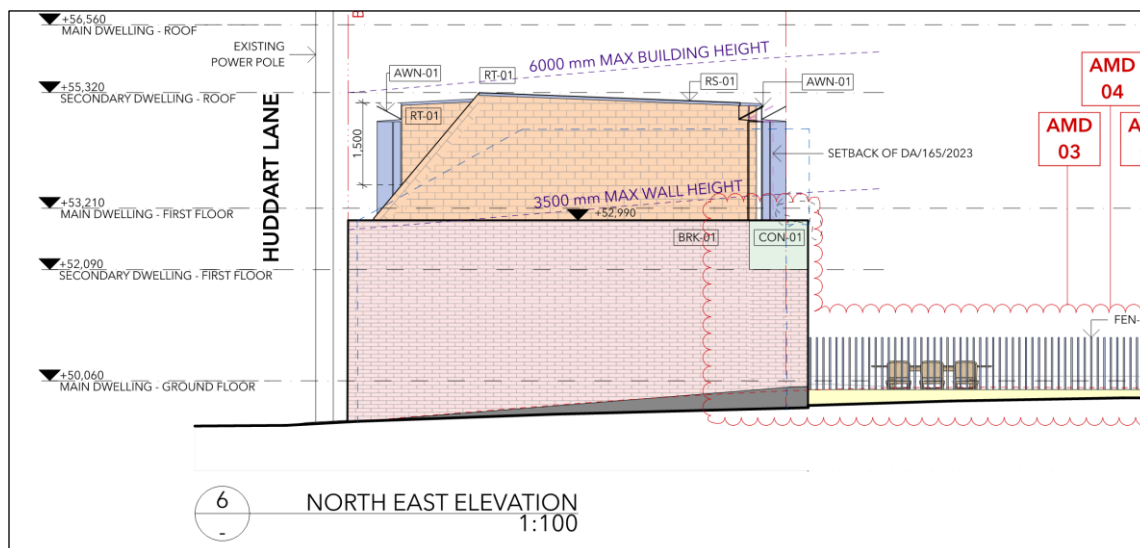 +56,560
MAIN DWELLING - ROOF
EXISTING
POWER POLE
6000 mm MAX BUILDING HEIGHT
AWN-01
RT-01
RS-01
AWN-01
AMD
04
+55,320
SECONDARY DWELLING - ROOF
RT-01
AMD
03
HUDDART LANE
1,500
SETBACK OF DA/165/2023
3500 mm MAX WALL HEIGHT
+53,210
MAIN DWELLING - FIRST FLOOR
+52,990
BRK-01
CON-01
+52,090
SECONDARY DWELLING - FIRST FLOOR
FEN-
+50,060
MAIN DWELLING - GROUND FLOOR
6
-
NORTH EAST ELEVATION
1:100